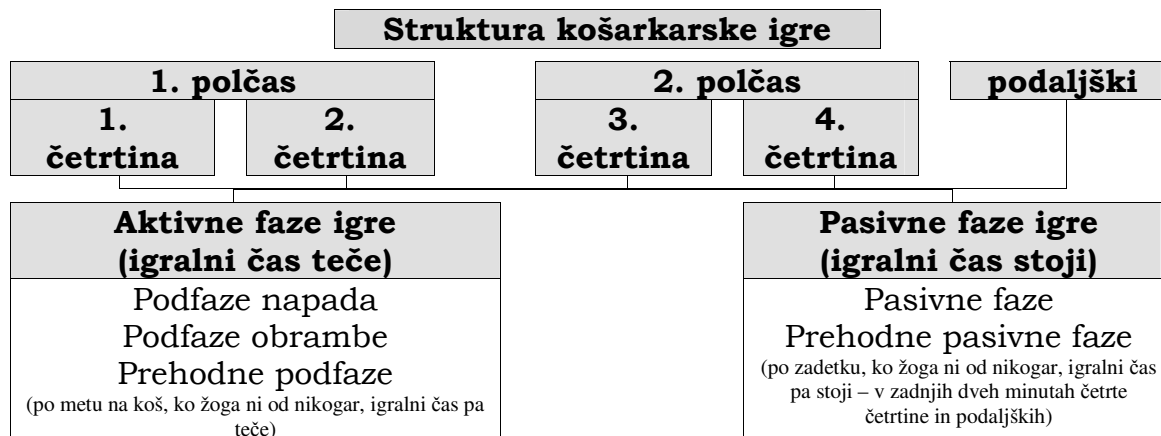 Struktura košarkarske igre
1. polčas
2. polčas
podaljški
1.
četrtina
2.
četrtina
3.
četrtina
4.
četrtina
Aktivne faze igre
(igralni čas teče)
Podfaze napada
Podfaze obrambe
Prehodne podfaze
(po metu na koš, ko žoga ni od nikogar, igralni čas pa
teče)
Pasivne faze igre
(igralni čas stoji)
Pasivne faze
Prehodne pasivne faze
(po zadetku, ko žoga ni od nikogar, igralni čas
pa stoji – v zadnjih dveh minutah četrte
četrtine in podaljških)